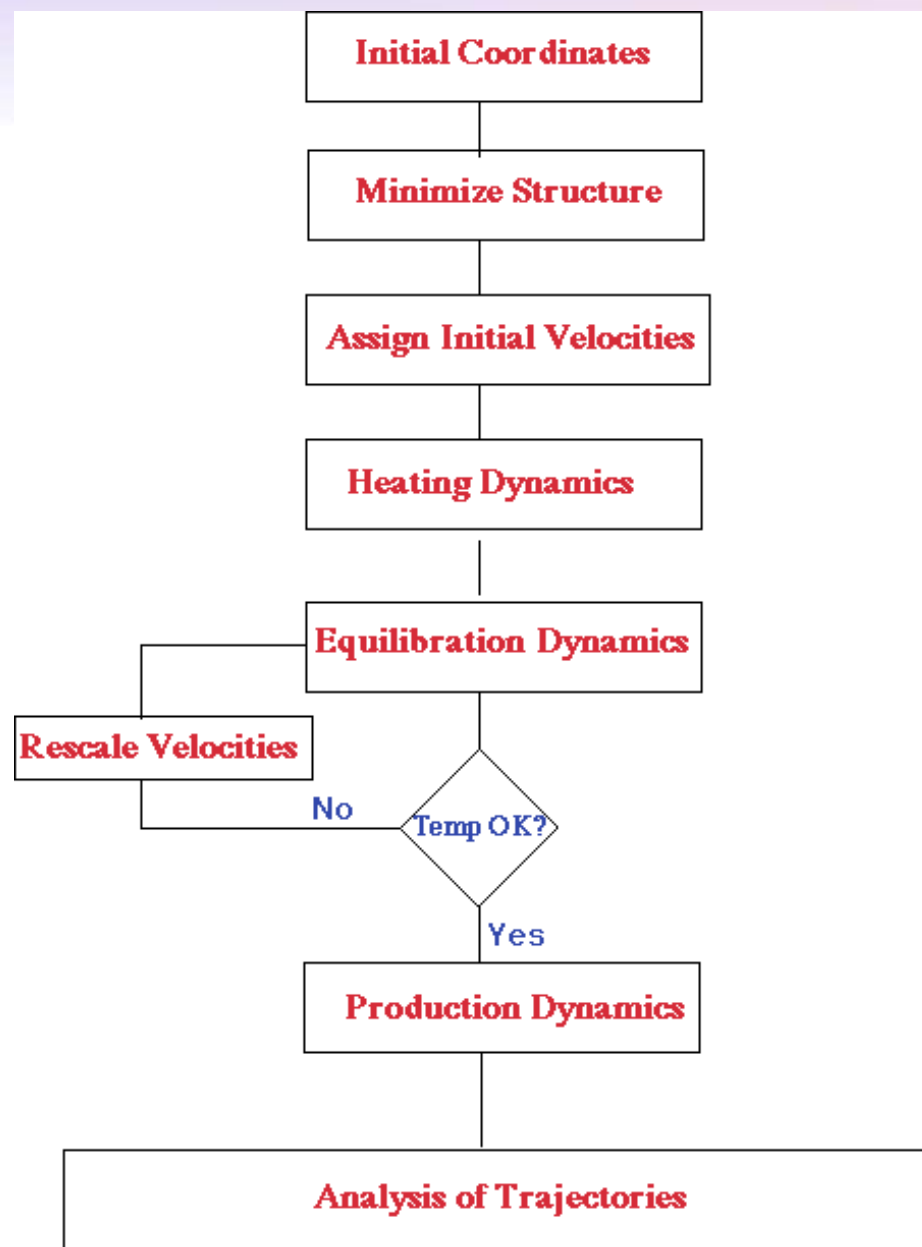 Initial Coordinates
Minimize Structure
Assign Initial Velocities
Heating Dynamics
Equilibration Dynamics
Rescale Velocities
No
Temp OK?
Yes
Production Dynamics
Analysis of Trajectories